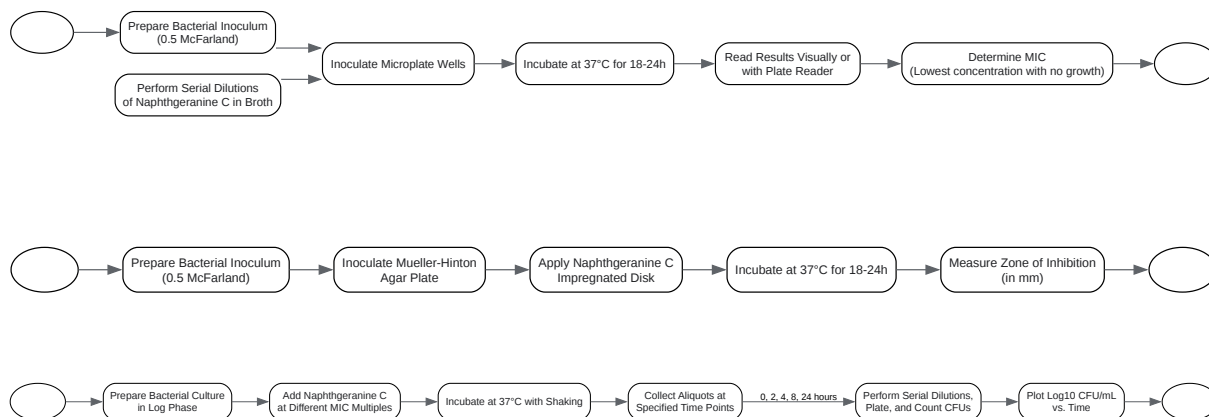 Prepare Bacterial Inoculum
(0.5 McFarland)
Perform Serial Dilutions
of Naphthgeranine C in Broth
Inoculate Microplate Wells
Incubate at 37°C for 18-24h
Read Results Visually or
with Plate Reader
Determine MIC
(Lowest concentration with no growth)
Prepare Bacterial Inoculum
(0.5 McFarland)
Inoculate Mueller-Hinton
Agar Plate
Apply Naphthgeranine C
Impregnated Disk
Incubate at 37°C for 18-24h
Measure Zone of Inhibition
(in mm)
Prepare Bacterial Culture
in Log Phase
Add Naphthgeranine C
at Different MIC Multiples
Incubate at 37°C with Shaking
Collect Aliquots at
Specified Time Points
0, 2, 4, 8, 24 hours
Perform Serial Dilutions,
Plate, and Count CFUs
Plot Log10 CFU/mL
vs. Time